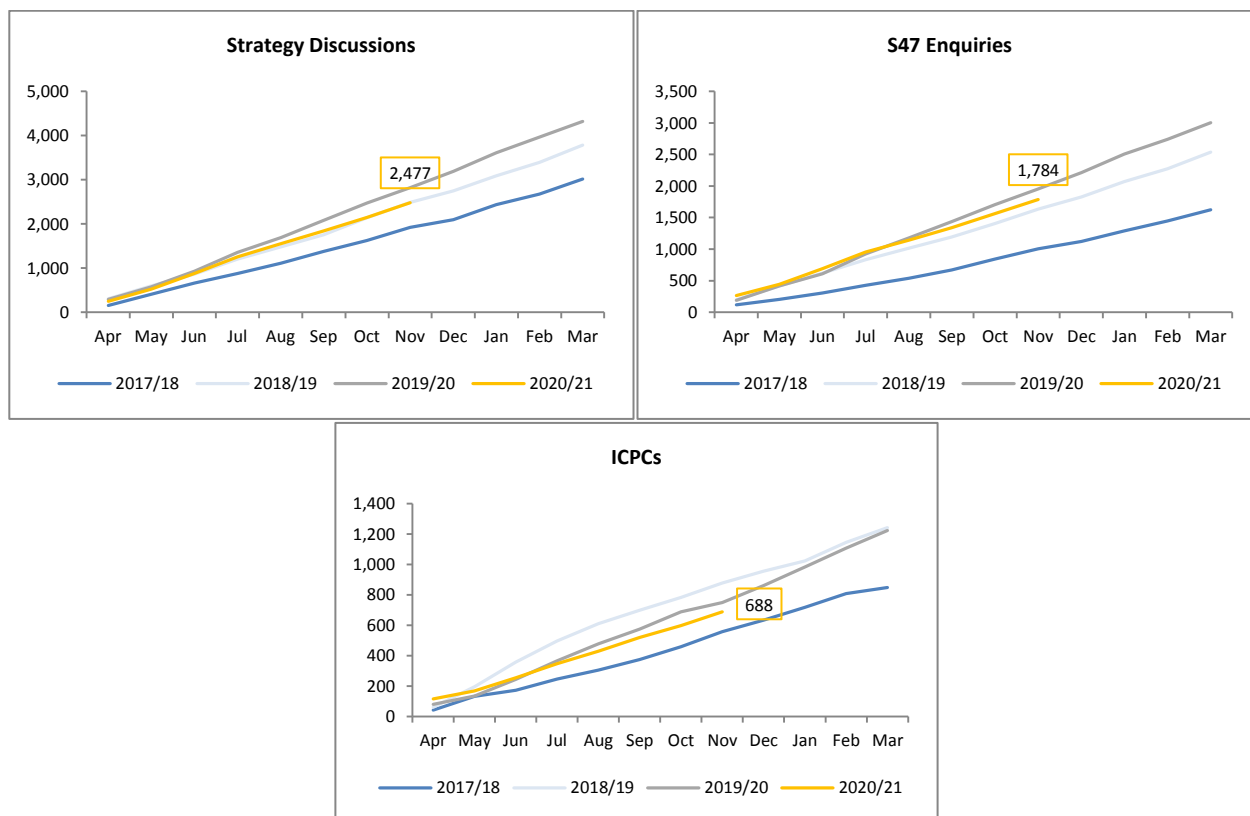 Strategy Discussions
5,000
4,000
3,000
2,000
1,000
0
2,477
Apr May Jun Jul Aug Sep Oct Nov Dec Jan Feb Mar
2017/18 2018/19 2019/20 2020/21
S47 Enquiries
3,500
3,000
2,500
2,000
1,500
1,000
500
0
1,784
Apr May Jun Jul Aug Sep Oct Nov Dec Jan Feb Mar
2017/18 2018/19 2019/20 2020/21
ICPCs
1,400
1,200
1,000
800
600
400
200
0
688
Apr May Jun Jul Aug Sep Oct Nov Dec Jan Feb Mar
2017/18 2018/19 2019/20 2020/21